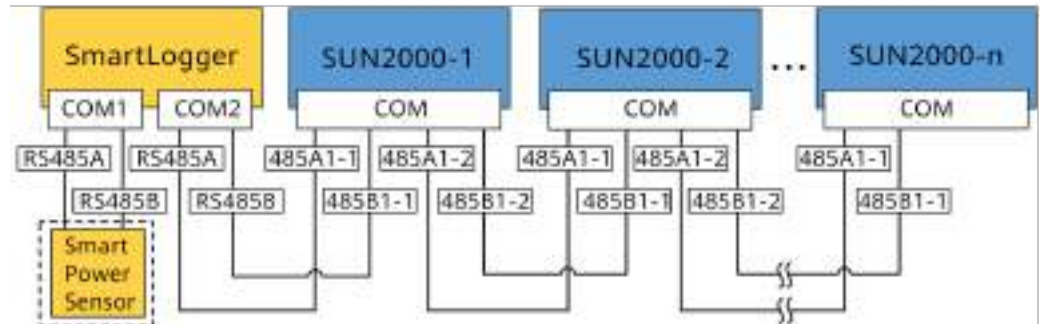 SmartLogger
SUN2000-1
SUN2000-2
...
SUN2000-n
COM1
COM2
COM
COM
COM
RS485A
RS485A
485A1-1
485A1-2
485A1-1
485A1-2
485A1-1
RS485B
RS485B
485B1-1
485B1-2
485B1-1
485B1-2
485B1-1
Smart
Power
Sensor